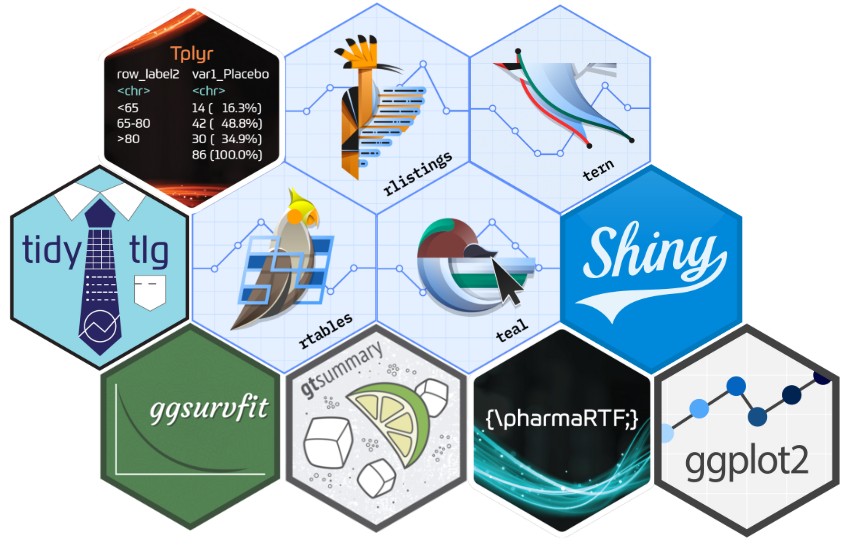 Tplyr
row_label2 var1_Placebo
<chr> <chr>
<65 14 ( 16.3%)
65-80 42 ( 48.8%)
>80 30 ( 34.9%)
86 (100.0%)
rlistings
tern
tidy tlg
rtables
teal
Shiny
ggsurvfit
gtsummary
{\pharmaRTF;}
ggplot2